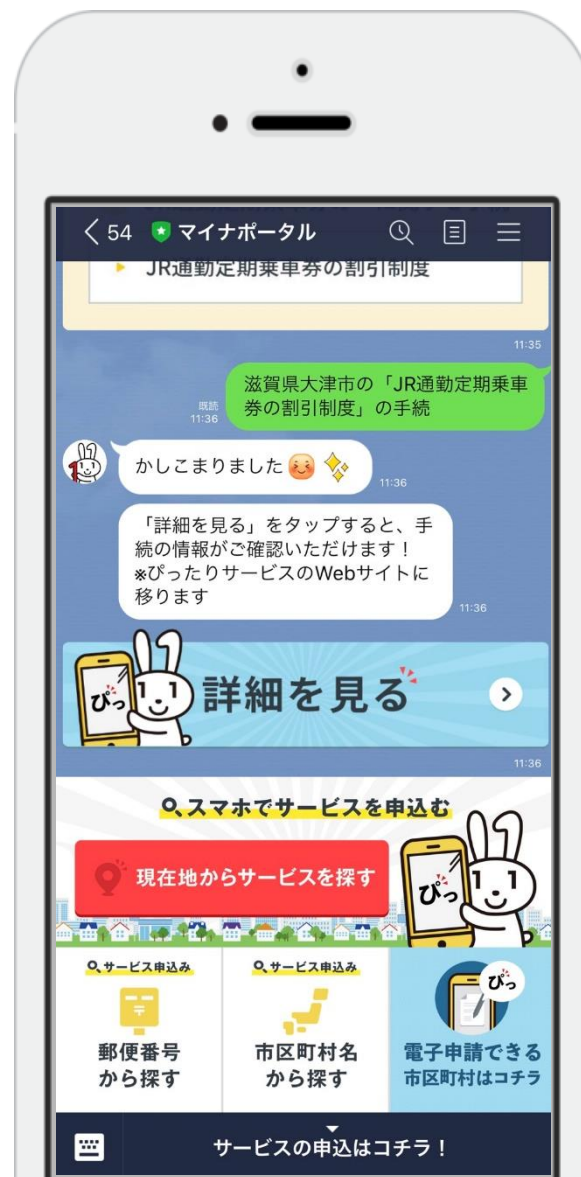 54 マイナポータル
JR通勤定期乗車券の割引制度
11:35
滋賀県大津市の「JR通勤定期乗車
券の割引制度」の手続
既読
11:36
かしこまりました
11:36
「詳細を見る」をタップすると、手
続の情報がご確認いただけます！
※ぴったりサービスのWebサイトに
移ります
11:36
ぴっ
詳細を見る
11:36
スマホでサービスを申込む
現在地からサービスを探す
ぴっ
サービス申込み
郵便番号
から探す
サービス申込み
市区町村名
から探す
ぴっ
電子申請できる
市区町村はコチラ
サービスの申込はコチラ！